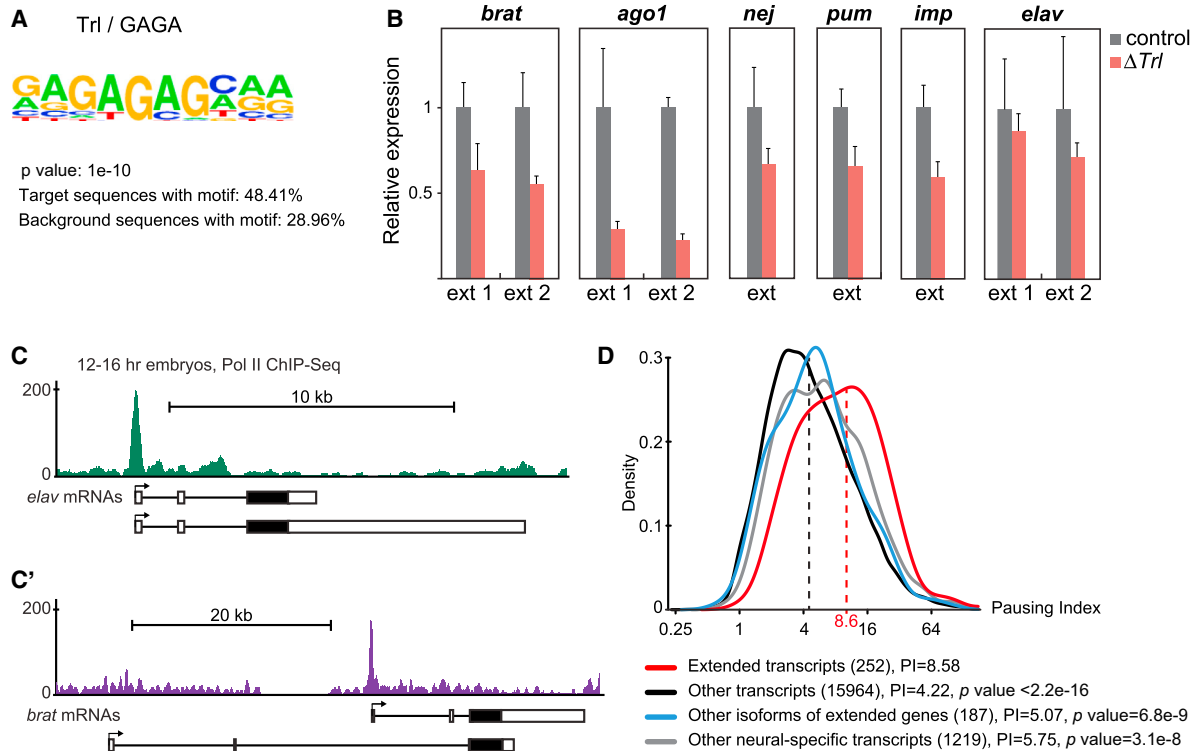 A
Trl / GAGA
GAGAGAGCAA
p value: 1e-10
Target sequences with motif: 48.41%
Background sequences with motif: 28.96%
B
brat ago1 nej pum imp elav
control
ΔTrl
Relative expression
1
0.5
ext 1 ext 2 ext 1 ext 2 ext ext ext ext 1 ext 2
C
12-16 hr embryos, Pol II ChIP-Seq
200
10 kb
0
elav mRNAs
C'
200
20 kb
0
brat mRNAs
D
0.3
0.2
0.1
0
Density
8.6
0.25 1 4 16 64
Pausing Index
Extended transcripts (252), PI=8.58
Other transcripts (15964), PI=4.22, p value <2.2e-16
Other isoforms of extended genes (187), PI=5.07, p value=6.8e-9
Other neural-specific transcripts (1219), PI=5.75, p value=3.1e-8